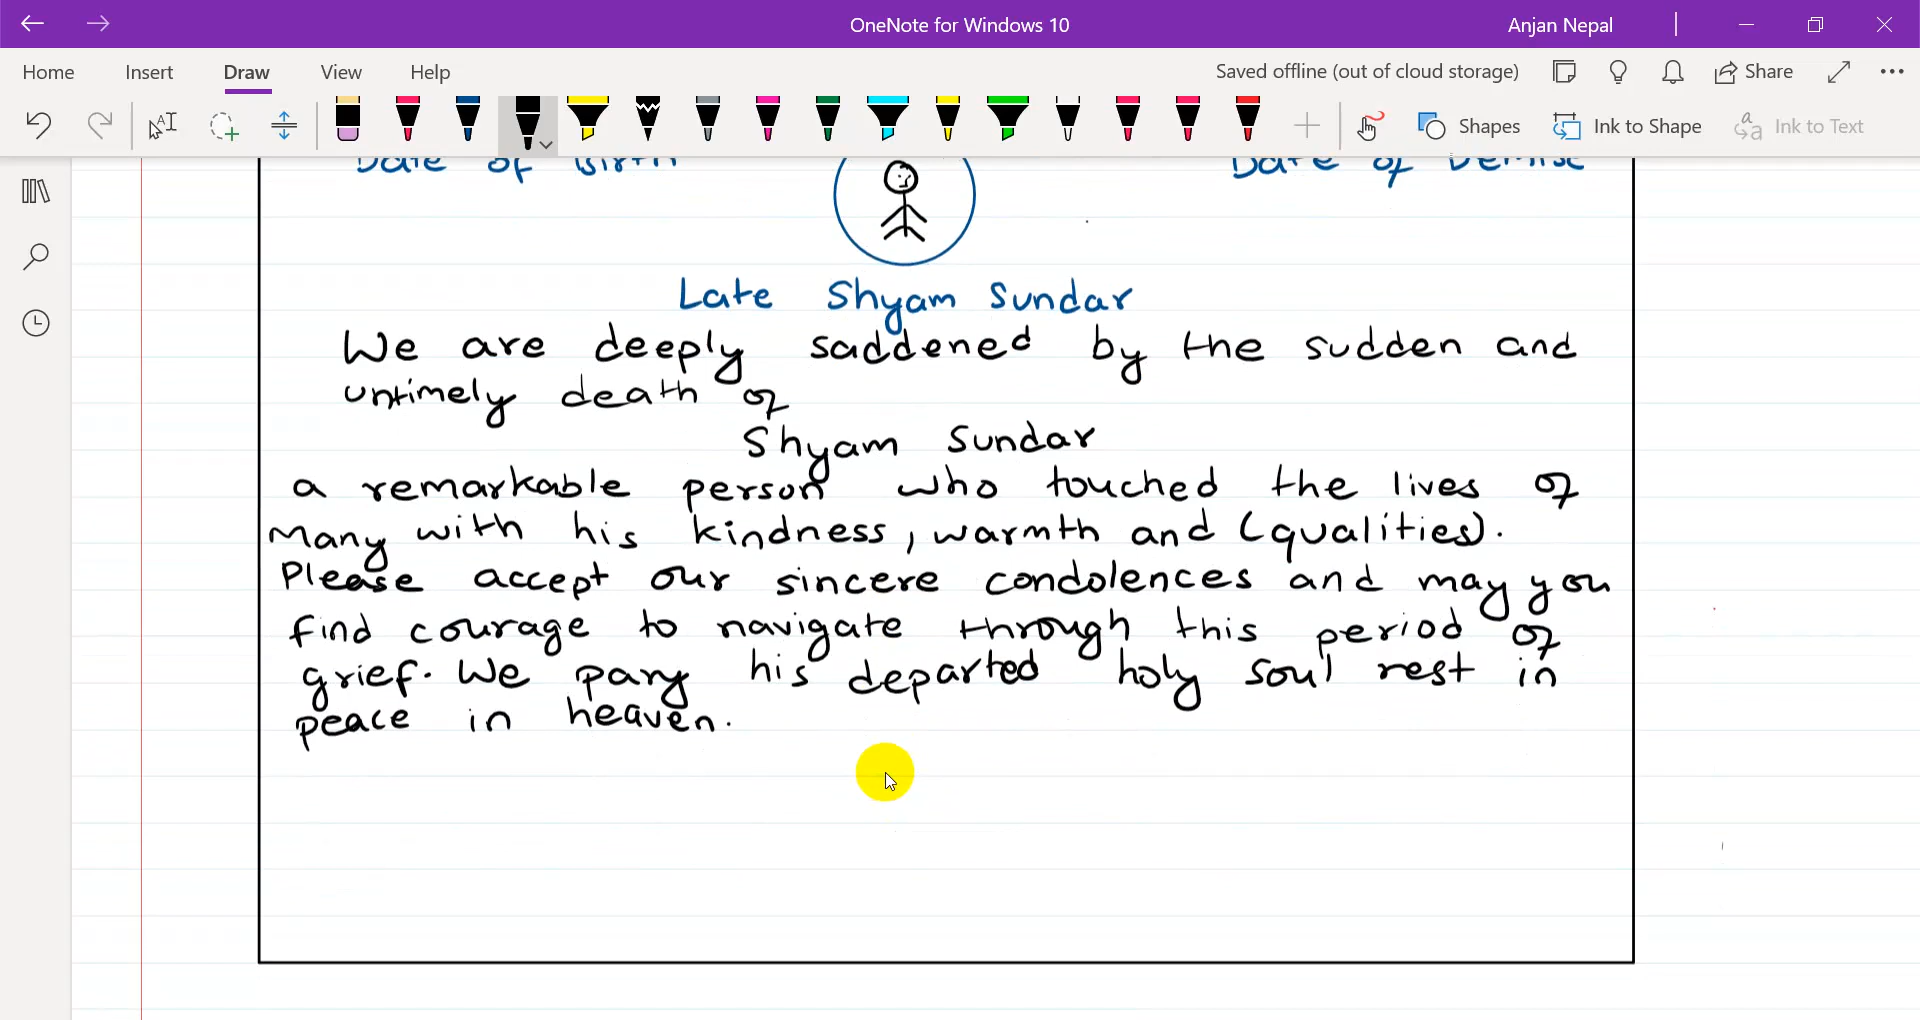 OneNote for Windows 10
Anjan Nepal
Home Insert Draw View Help
Saved offline (out of cloud storage)
Share
Shapes
Ink to Shape
Ink to Text
Date of Birth
Date of Demise
Late Shyam Sundar
We are deeply saddened by the sudden and
untimely death of
Shyam Sundar
a remarkable person who touched the lives of
Many with his kindness, warmth and (qualities).
Please accept our sincere condolences and may you
find courage to navigate through this period of
grief. We pary his departed holy soul rest in
peace in heaven.